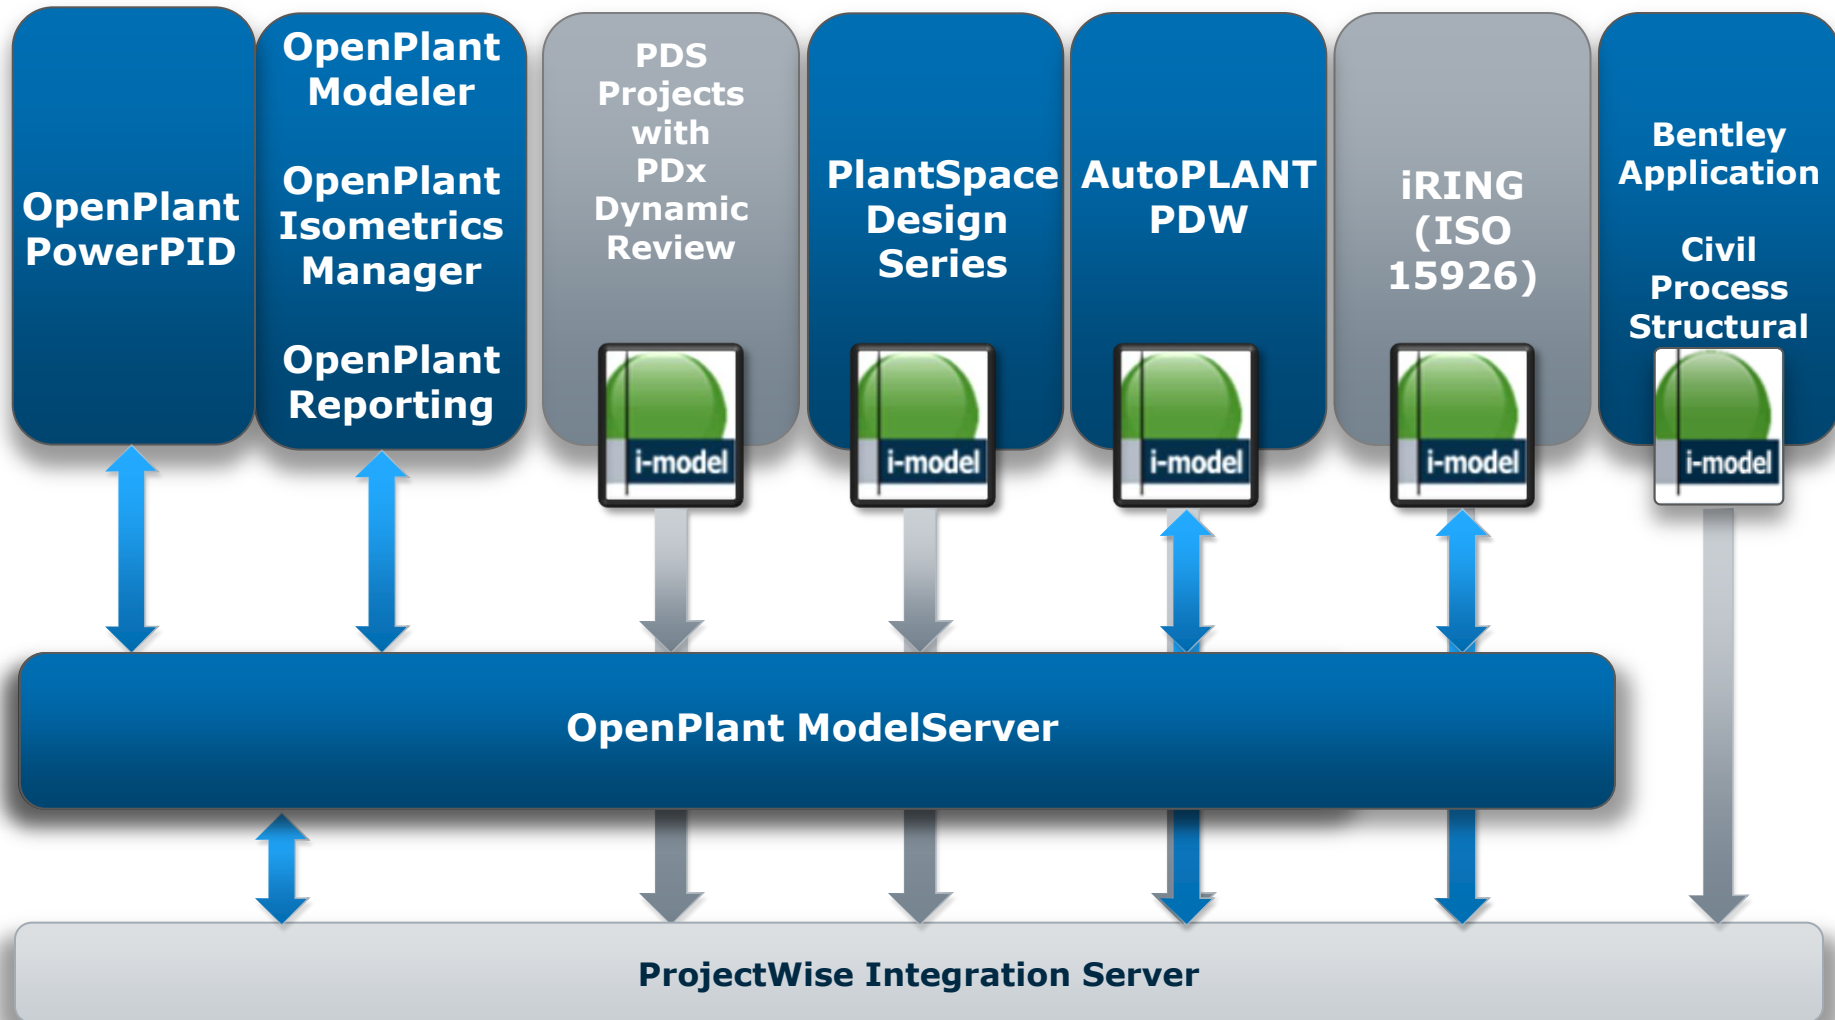 OpenPlant
PowerPID
OpenPlant
Modeler
OpenPlant
Isometrics
Manager
OpenPlant
Reporting
PDS
Projects
with
PDx
Dynamic
Review
i-model
PlantSpace
Design
Series
i-model
AutoPLANT
PDW
i-model
iRING
(ISO
15926)
i-model
Bentley
Application
Civil
Process
Structural
i-model
OpenPlant ModelServer
ProjectWise Integration Server